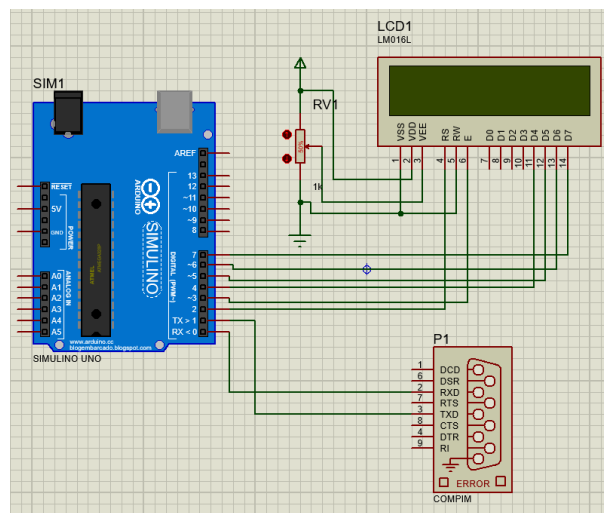 LCD1
LM016L
VSS
VDD
VEE
RS
RW
E
D0
D1
D2
D3
D4
D5
D6
D7
1
2
3
4
5
6
7
8
9
10
11
12
13
14
RV1
50%
1k
SIM1
AREF
13
12
~11
~10
~9
8
RESET
5V
GND
POWER
ARDUINO
SIMULINO
DIGITAL (PWM~)
7
~6
~5
4
~3
2
TX > 1
RX < 0
ANALOG IN
A0
A1
A2
A3
A4
A5
ATMEL
www.arduino.cc
blogembarcado.blogspot.com
SIMULINO UNO
P1
1 DCD
6 DSR
2 RXD
7 RTS
3 TXD
8 CTS
4 DTR
9 RI
ERROR
COMPIM